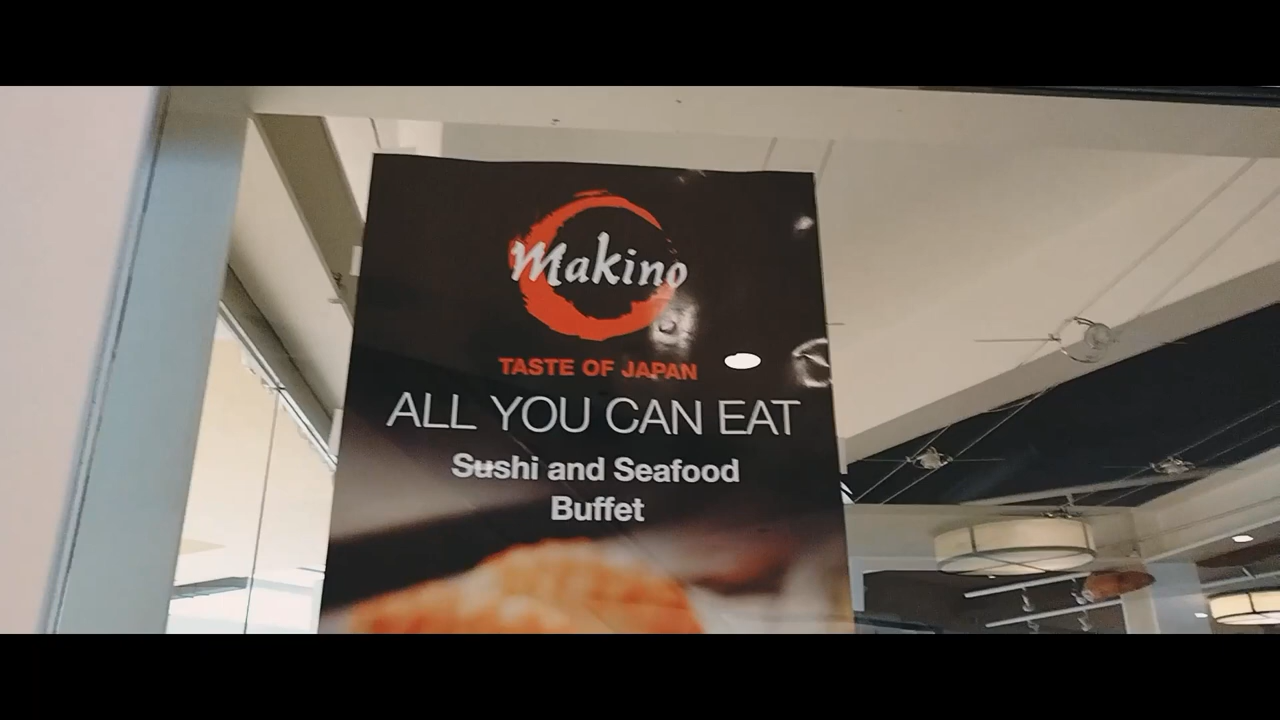 Makino
TASTE OF JAPAN
ALL YOU CAN EAT
Sushi and Seafood
Buffet